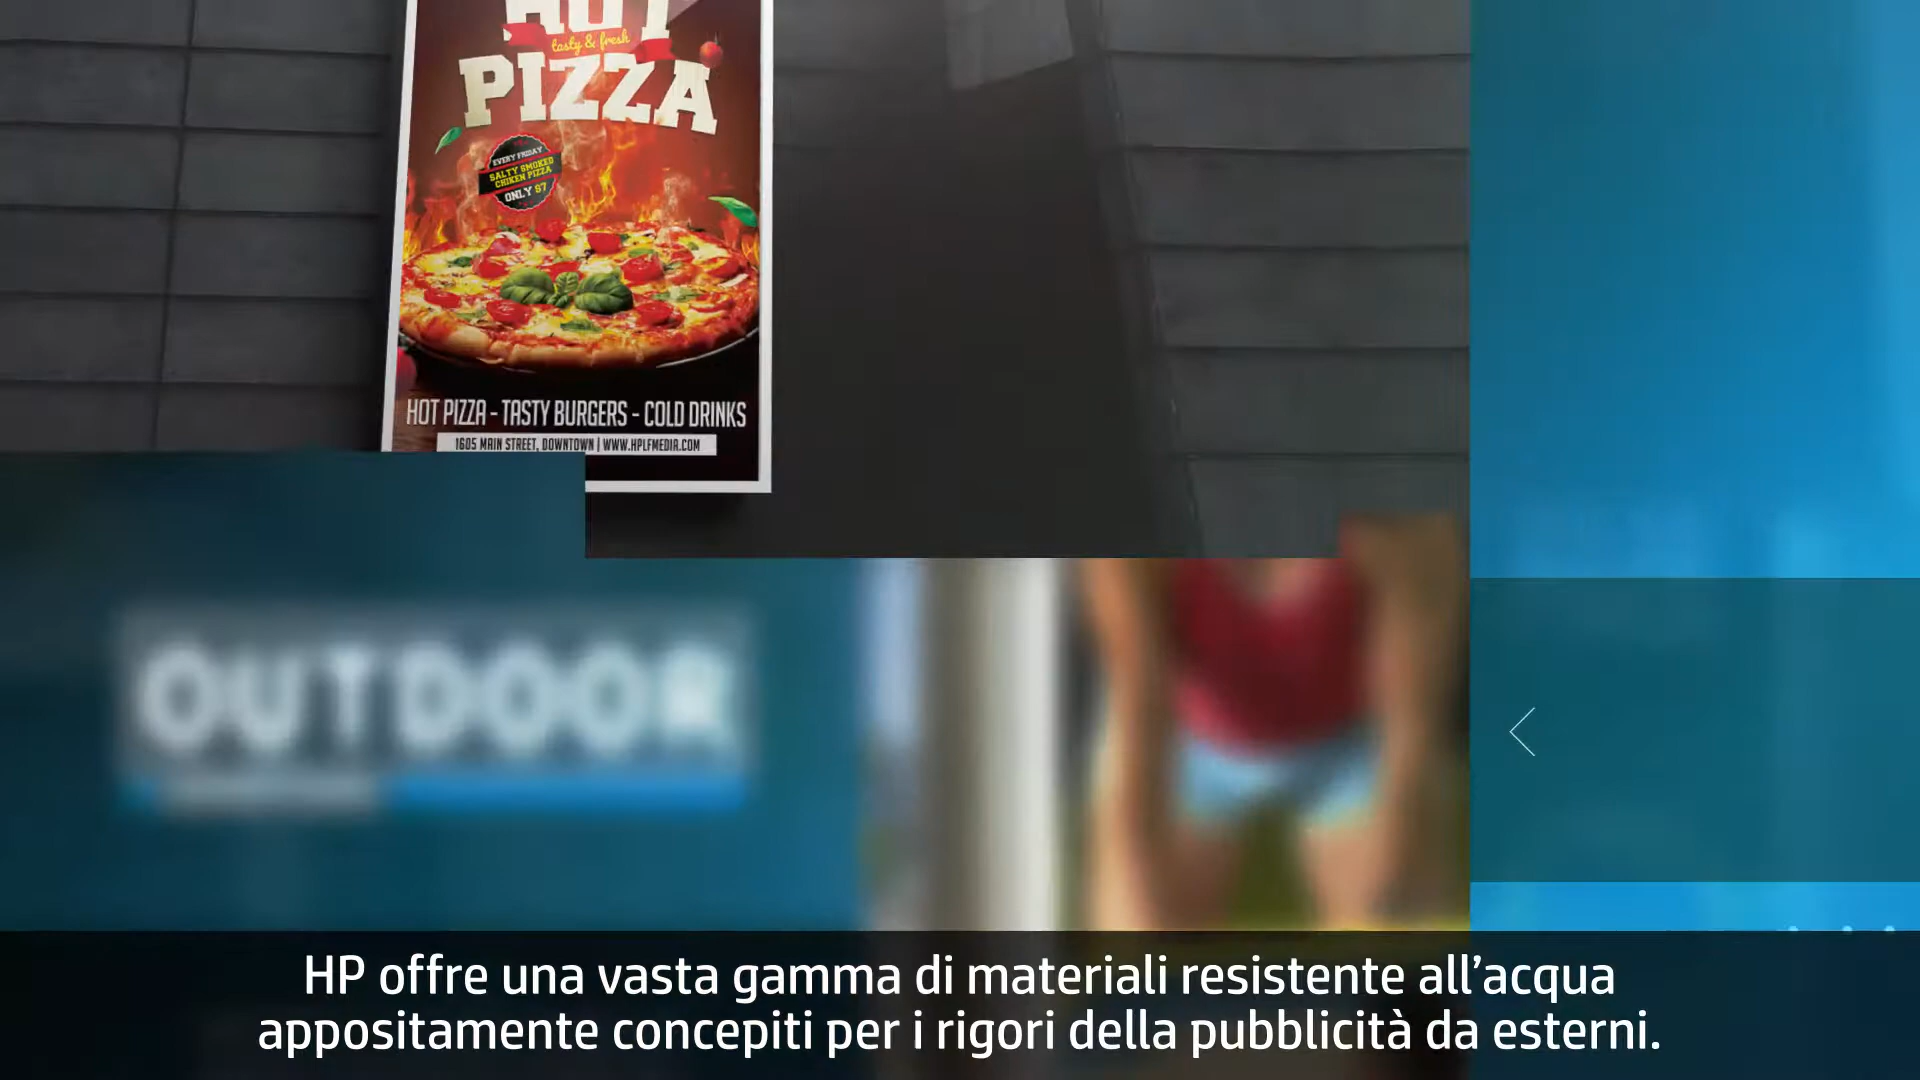 HOT
tasty & fresh
PIZZA
EVERY FRIDAY
SALTY SMOKED
CHIKEN PIZZA
ONLY $7
HOT PIZZA - TASTY BURGERS - COLD DRINKS
1605 MAIN STREET, DOWNTOWN | WWW.HPLFMEDIA.COM
OUTDOOR
HP offre una vasta gamma di materiali resistente all’acqua
appositamente concepiti per i rigori della pubblicità da esterni.